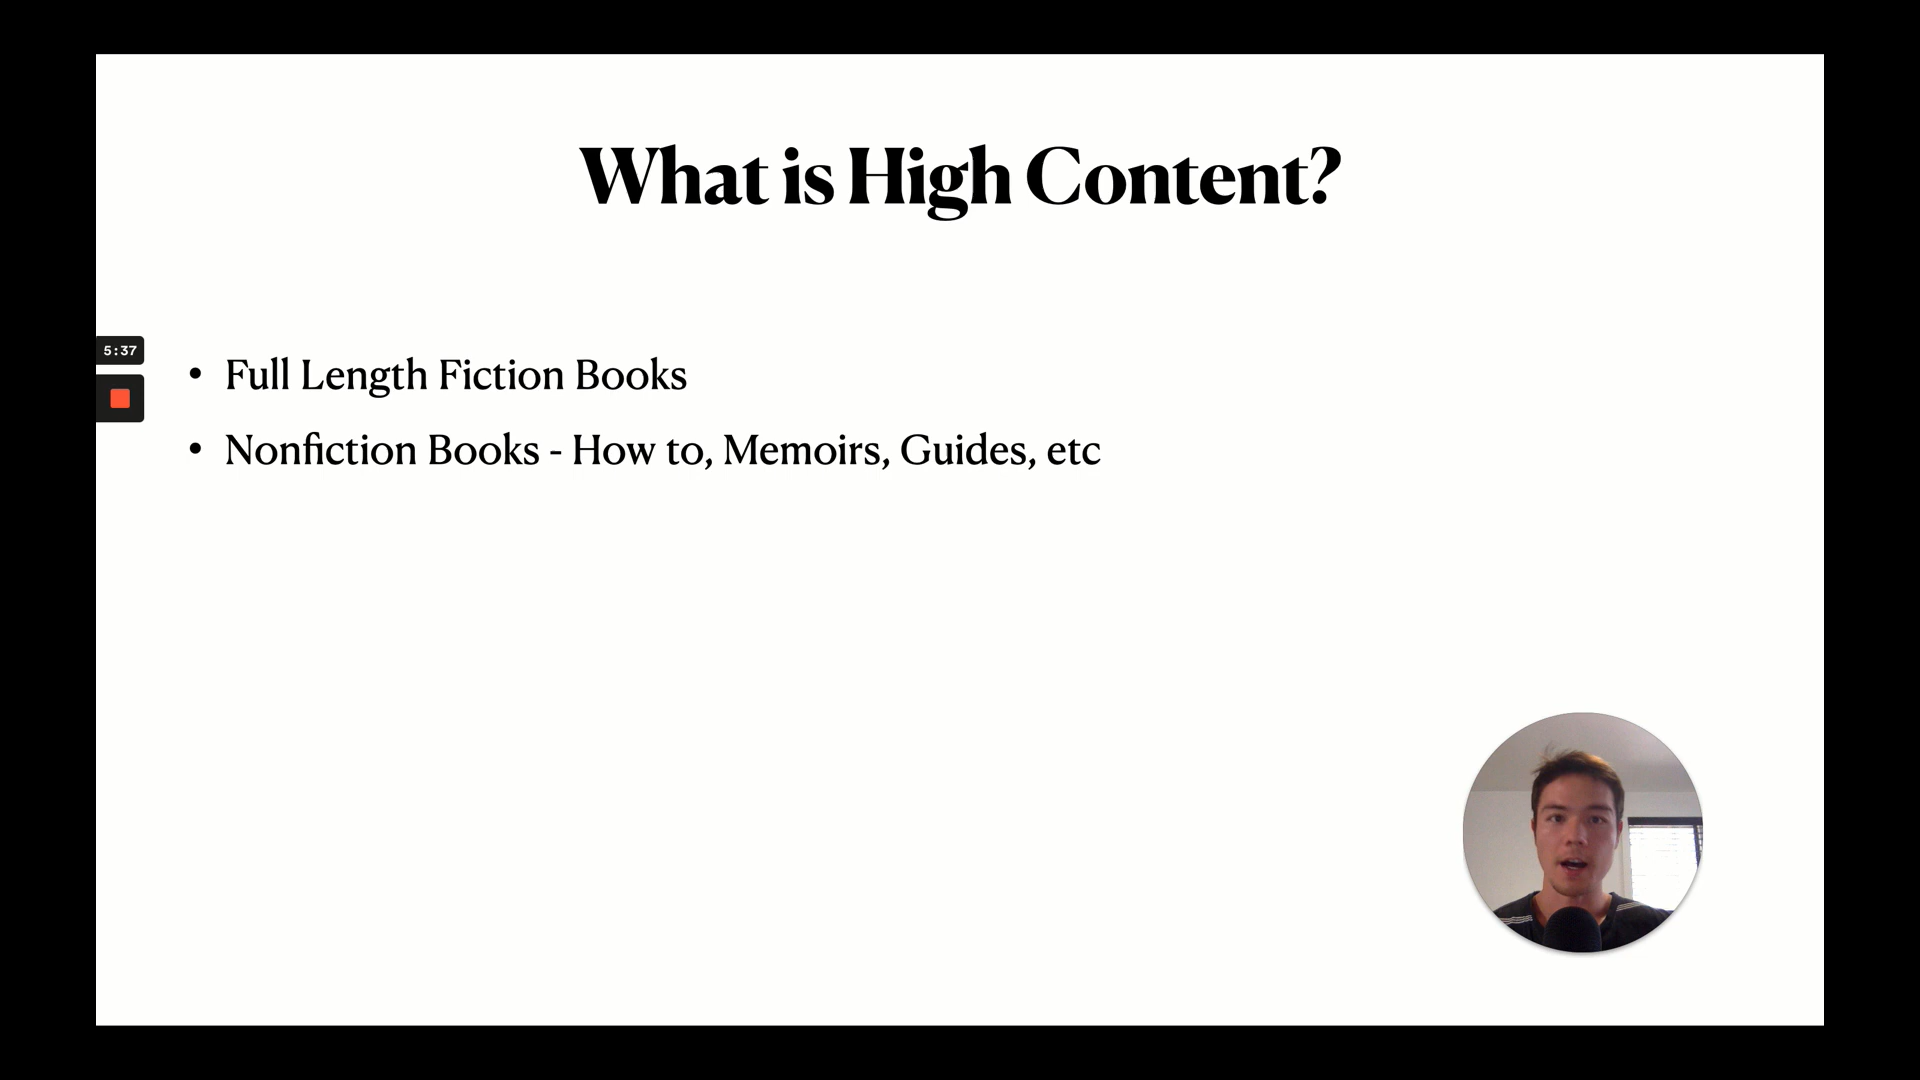 What is High Content?
5:37
• Full Length Fiction Books
• Nonfiction Books - How to, Memoirs, Guides, etc